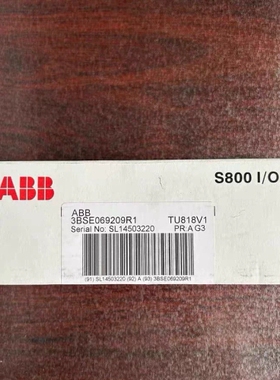 ABB
S800 I/O
ABB
3BSE069209R1 TU818V1
Serial No: SL14503220 PR.A G3
(91) SL14503220 (92) A (93) 3BSE069209R1